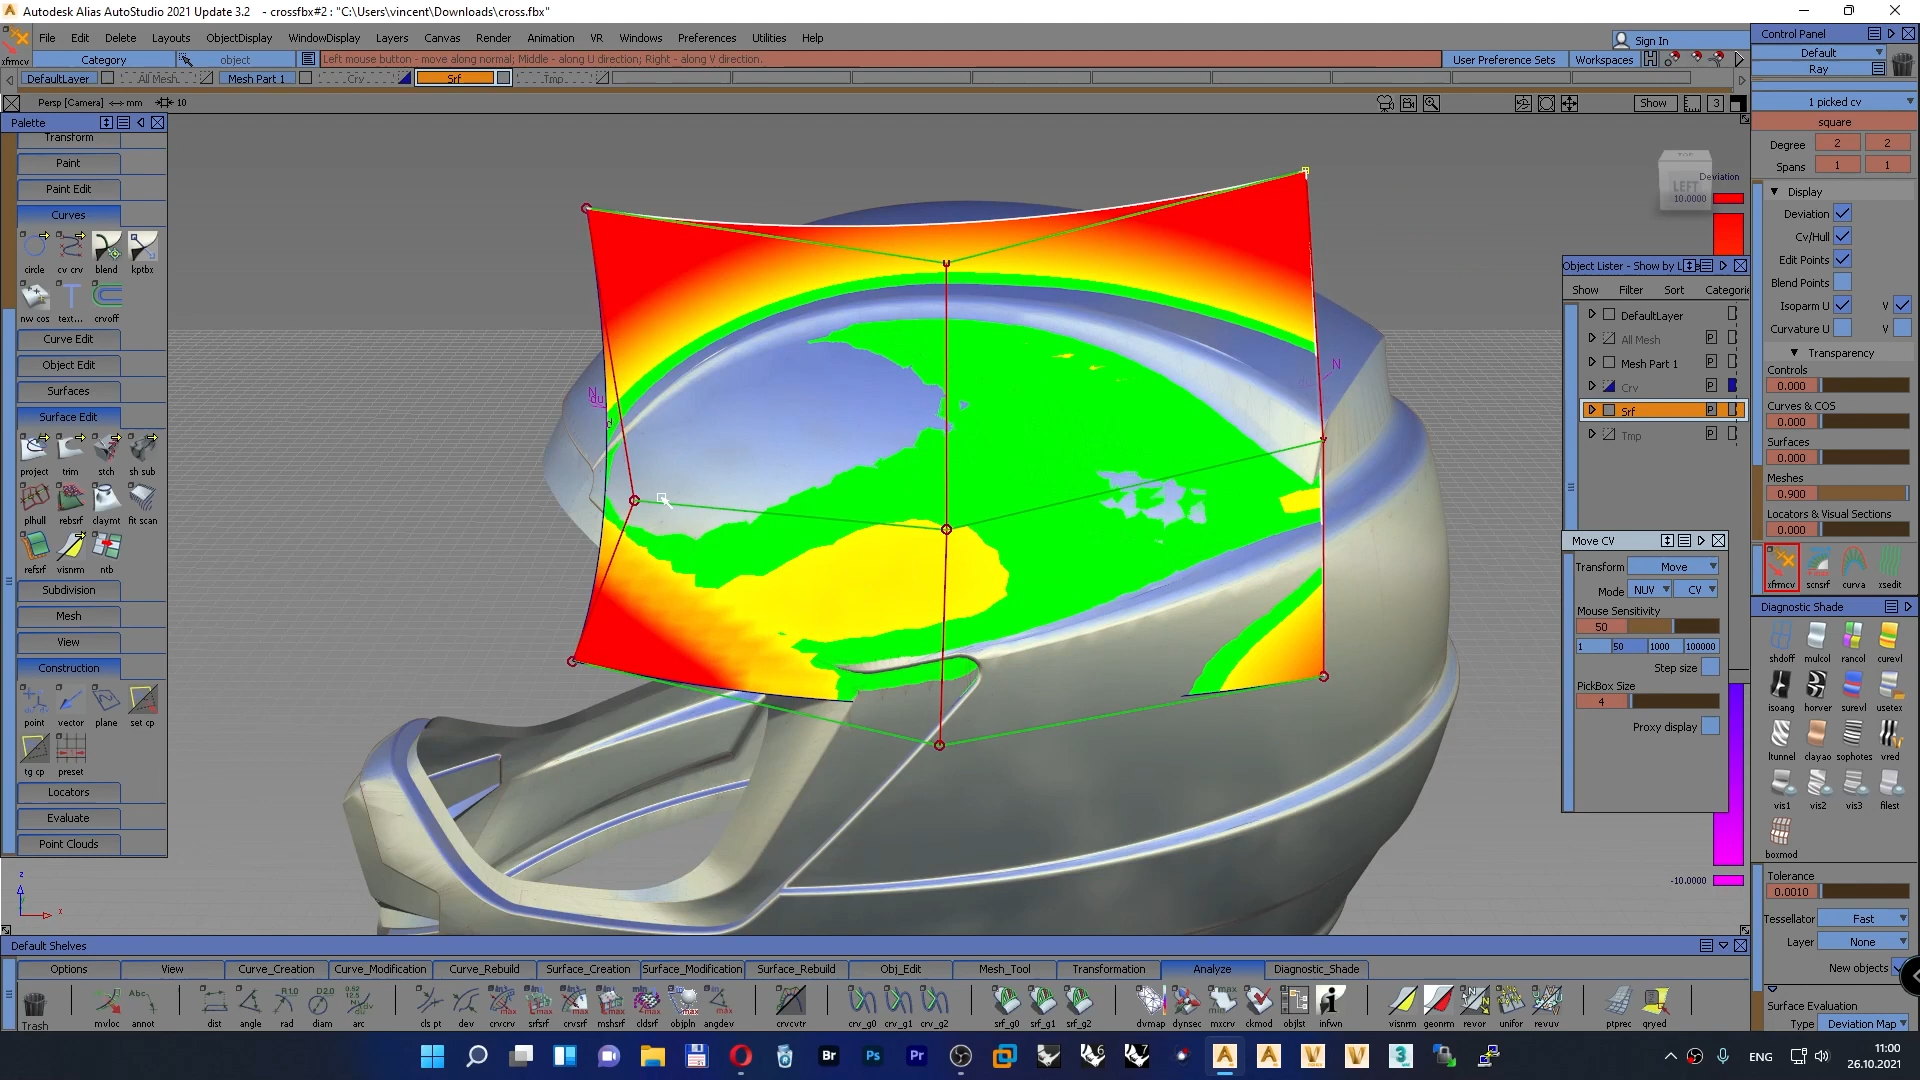 Autodesk Alias AutoStudio 2021 Update 3.2 - crossfbx#2 : "C:\Users\vincent\Downloads\cross.fbx"
File Edit Delete Layouts ObjectDisplay WindowDisplay Layers Canvas Render Animation VR Windows Preferences Utilities Help
Sign In
xfrmcv Category object Left mouse button - move along normal; Middle - along U direction; Right - along V direction. User Preference Sets Workspaces
DefaultLayer All Mesh Mesh Part 1 Crv Srf Tmp
Persp [Camera] mm 10 Show 3
Palette
Transform
Paint
Paint Edit
Curves
circle cv crv blend kptbx
nw cos text... crvoff
Curve Edit
Object Edit
Surfaces
Surface Edit
project trim stch sh sub
plhull rebsrf claymt fit scan
refsrf visnrm ntb
Subdivision
Mesh
View
Construction
point vector plane set cp
tg cp preset
Locators
Evaluate
Point Clouds
z
x
N
N
TOP
LEFT
Deviation
10.0000
-10.0000
Object Lister - Show by L
Show Filter Sort Categorie
DefaultLayer
All Mesh P
Mesh Part 1 P
Crv P
Srf P
Tmp P
Move CV
Transform Move
Mode NUV CV
Mouse Sensitivity
50
1 50 1000 100000
Step size
PickBox Size
4
Proxy display
Control Panel
Default
Ray
1 picked cv
square
Degree 2 2
Spans 1 1
Display
Deviation
Cv/Hull
Edit Points
Blend Points
Isoparm U V
Curvature U V
Transparency
Controls
0.000
Curves & COS
0.000
Surfaces
0.000
Meshes
0.900
Locators & Visual Sections
0.000
xfrmcv scnsrf curva xsedit
Diagnostic Shade
shdoff mulcol rancol curevl
isoang horver surevl usetex
ltunnel clayao sophotes vred
vis1 vis2 vis3 filest
boxmod
Tolerance
0.0010
Tessellator Fast
Layer None
New objects
Surface Evaluation
Type Deviation Map
Default Shelves
Options View Curve_Creation Curve_Modification Curve_Rebuild Surface_Creation Surface_Modification Surface_Rebuild Obj_Edit Mesh_Tool Transformation Analyze Diagnostic_Shade
Trash mvloc annot dist angle rad diam arc cls pt dev crvcrv srfsrf crvsrf mshsrf cldsrf objpln angdev crvcvtr crv_g0 crv_g1 crv_g2 srf_g0 srf_g1 srf_g2 dvmap dynsec mxcrv ckmod objlst infwn visnrm geonrm revor unifor revuv ptprec qryed
Br Ps Pr 6 7 3 ENG 11:00
26.10.2021